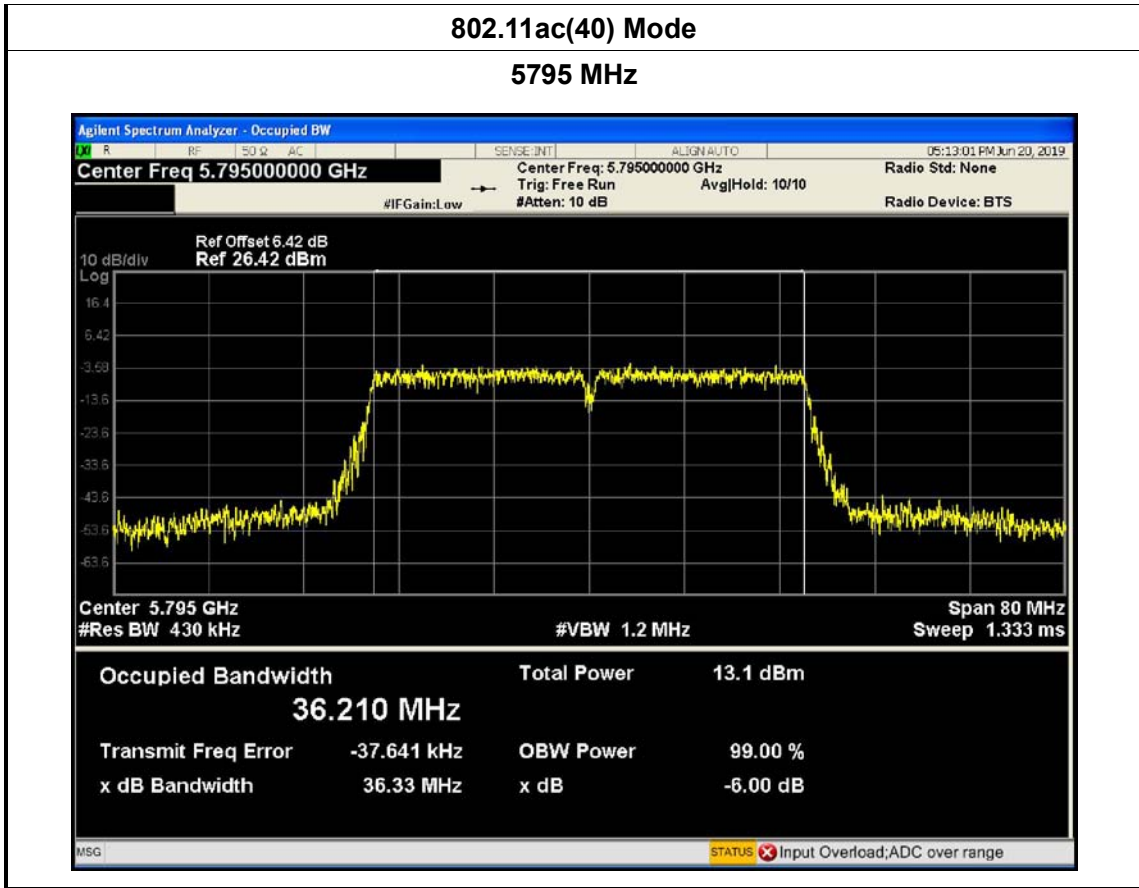 802.11ac(40) Mode
5795 MHz
Agilent Spectrum Analyzer - Occupied BW
R RF 50 Ω AC SENSE:INT ALIGN AUTO 05:13:01 PM Jun 20, 2019
Center Freq 5.795000000 GHz Center Freq: 5.795000000 GHz Radio Std: None
Trig: Free Run Avg|Hold: 10/10
#IFGain:Low #Atten: 10 dB Radio Device: BTS
Ref Offset 6.42 dB
10 dB/div Ref 26.42 dBm
Log
16.4
6.42
-3.58
-13.6
-23.6
-33.6
-43.6
-53.6
-63.6
Center 5.795 GHz Span 80 MHz
#Res BW 430 kHz #VBW 1.2 MHz Sweep 1.333 ms
Occupied Bandwidth Total Power 13.1 dBm
36.210 MHz
Transmit Freq Error -37.641 kHz OBW Power 99.00 %
x dB Bandwidth 36.33 MHz x dB -6.00 dB
MSG STATUS Input Overload;ADC over range